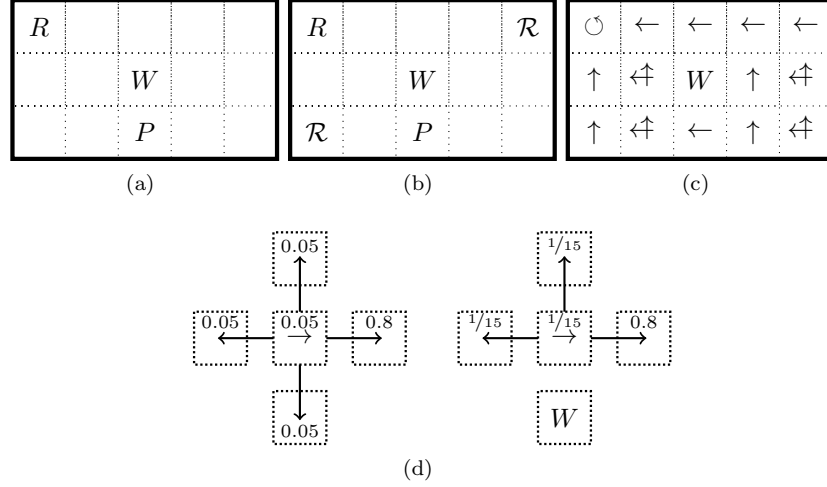 R
W
P
(a)
R ℛ
W
ℛ P
(b)
↺ ← ← ← ←
↑ ←↑ W ↑ ←↑
↑ ←↑ ← ↑ ←↑
(c)
0.05
0.05 0.05 0.8
→
0.05
1/15
1/15 1/15 0.8
→
W
(d)